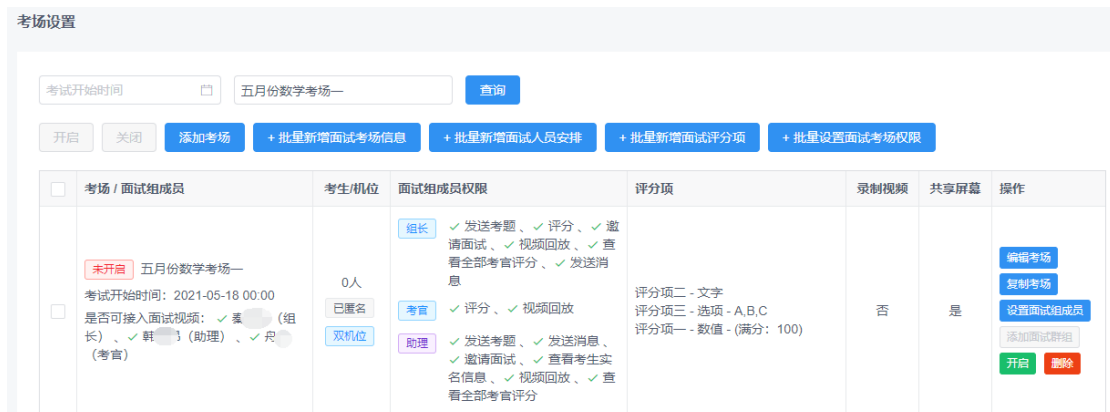 考场设置
考试开始时间 五月份数学考场一 查询
开启 关闭 添加考场 + 批量新增面试考场信息 + 批量新增面试人员安排 + 批量新增面试评分项 + 批量设置面试考场权限
考场 / 面试组成员 考生/机位 面试组成员权限 评分项 录制视频 共享屏幕 操作
未开启 五月份数学考场一
考试开始时间：2021-05-18 00:00
是否可接入面试视频： ✓ （组
长） 、 ✓ 韩 （助理） 、 ✓
（考官）
0人
已匿名
双机位
组长 ✓ 发送考题 、 ✓ 评分 、 ✓ 邀
请面试 、 ✓ 视频回放 、 ✓ 查
看全部考官评分 、 ✓ 发送消
息
考官 ✓ 评分 、 ✓ 视频回放
助理 ✓ 发送考题 、 ✓ 发送消息 、
✓ 邀请面试 、 ✓ 查看考生实
名信息 、 ✓ 视频回放 、 ✓ 查
看全部考官评分
评分项二 - 文字
评分项三 - 选项 - A,B,C
评分项一 - 数值 - (满分：100)
否
是
编辑考场
复制考场
设置面试组成员
添加面试群组
开启 删除